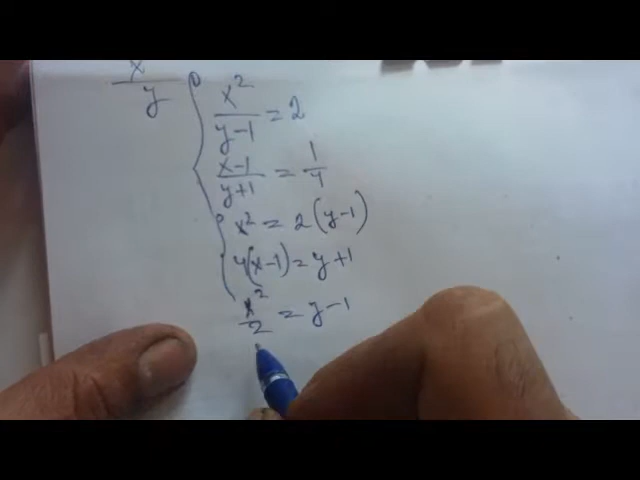 x/y
x²/(y-1) = 2
(x-1)/(y+1) = 1/4
x² = 2(y-1)
4(x-1) = y+1
x²/2 = y-1